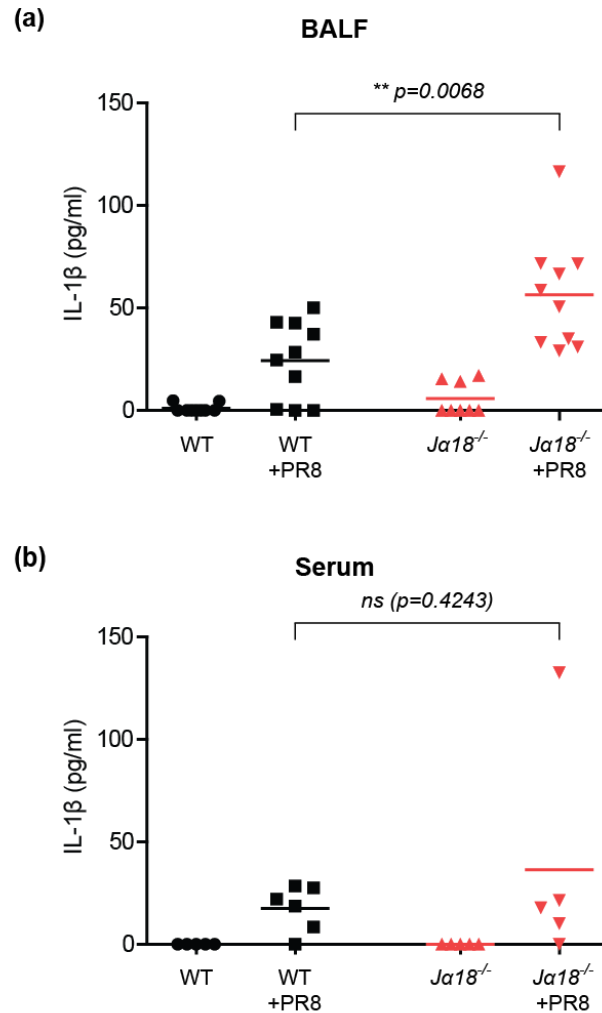 (a)
BALF
** p=0.0068
150
100
50
0
IL-1β (pg/ml)
WT
WT
+PR8
Jα18-/-
Jα18-/-
+PR8
(b)
Serum
ns (p=0.4243)
150
100
50
0
IL-1β (pg/ml)
WT
WT
+PR8
Jα18-/-
Jα18-/-
+PR8